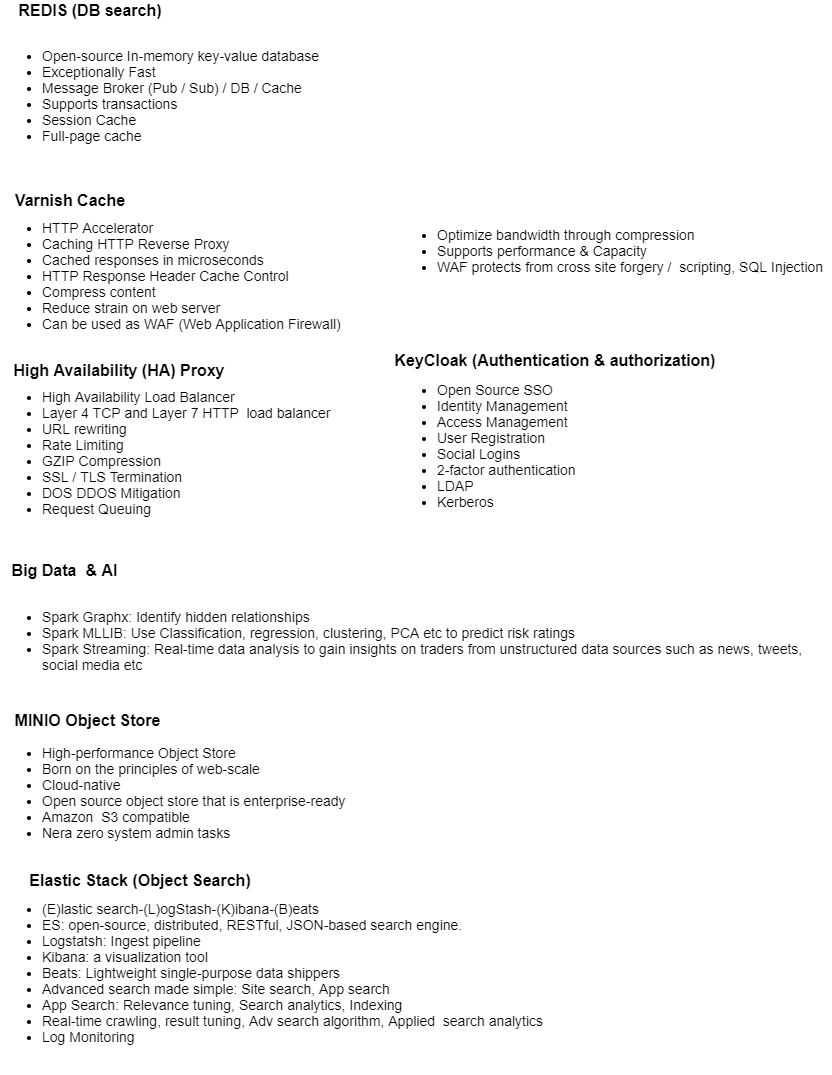 REDIS (DB search)
Open-source In-memory key-value database
Exceptionally Fast
Message Broker (Pub / Sub) / DB / Cache
Supports transactions
Session Cache
Full-page cache
Varnish Cache
HTTP Accelerator
Caching HTTP Reverse Proxy
Cached responses in microseconds
HTTP Response Header Cache Control
Compress content
Reduce strain on web server
Can be used as WAF (Web Application Firewall)
Optimize bandwidth through compression
Supports performance & Capacity
WAF protects from cross site forgery /  scripting, SQL Injection
High Availability (HA) Proxy
High Availability Load Balancer
Layer 4 TCP and Layer 7 HTTP  load balancer
URL rewriting
Rate Limiting
GZIP Compression
SSL / TLS Termination
DOS DDOS Mitigation
Request Queuing
KeyCloak (Authentication & authorization)
Open Source SSO
Identity Management
Access Management
User Registration
Social Logins
2-factor authentication
LDAP
Kerberos
Big Data  & AI
Spark Graphx: Identify hidden relationships
Spark MLLIB: Use Classification, regression, clustering, PCA etc to predict risk ratings
Spark Streaming: Real-time data analysis to gain insights on traders from unstructured data sources such as news, tweets,
social media etc
MINIO Object Store
High-performance Object Store
Born on the principles of web-scale
Cloud-native
Open source object store that is enterprise-ready
Amazon  S3 compatible
Nera zero system admin tasks
Elastic Stack (Object Search)
(E)lastic search-(L)ogStash-(K)ibana-(B)eats
ES: open-source, distributed, RESTful, JSON-based search engine.
Logstatsh: Ingest pipeline
Kibana: a visualization tool
Beats: Lightweight single-purpose data shippers
Advanced search made simple: Site search, App search
App Search: Relevance tuning, Search analytics, Indexing
Real-time crawling, result tuning, Adv search algorithm, Applied  search analytics
Log Monitoring